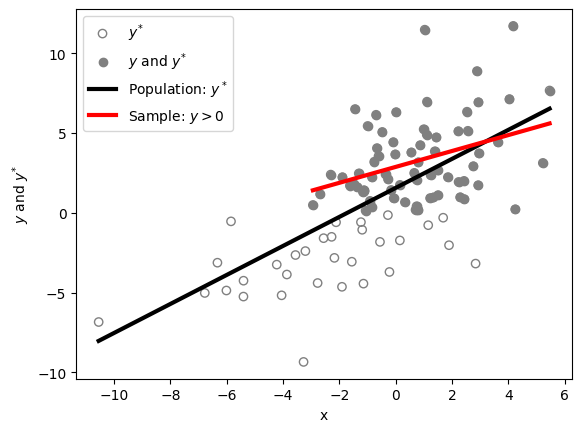 y*
y and y*
Population: y*
Sample: y > 0
y and y*
10
5
0
−5
−10
−10 −8 −6 −4 −2 0 2 4 6
x